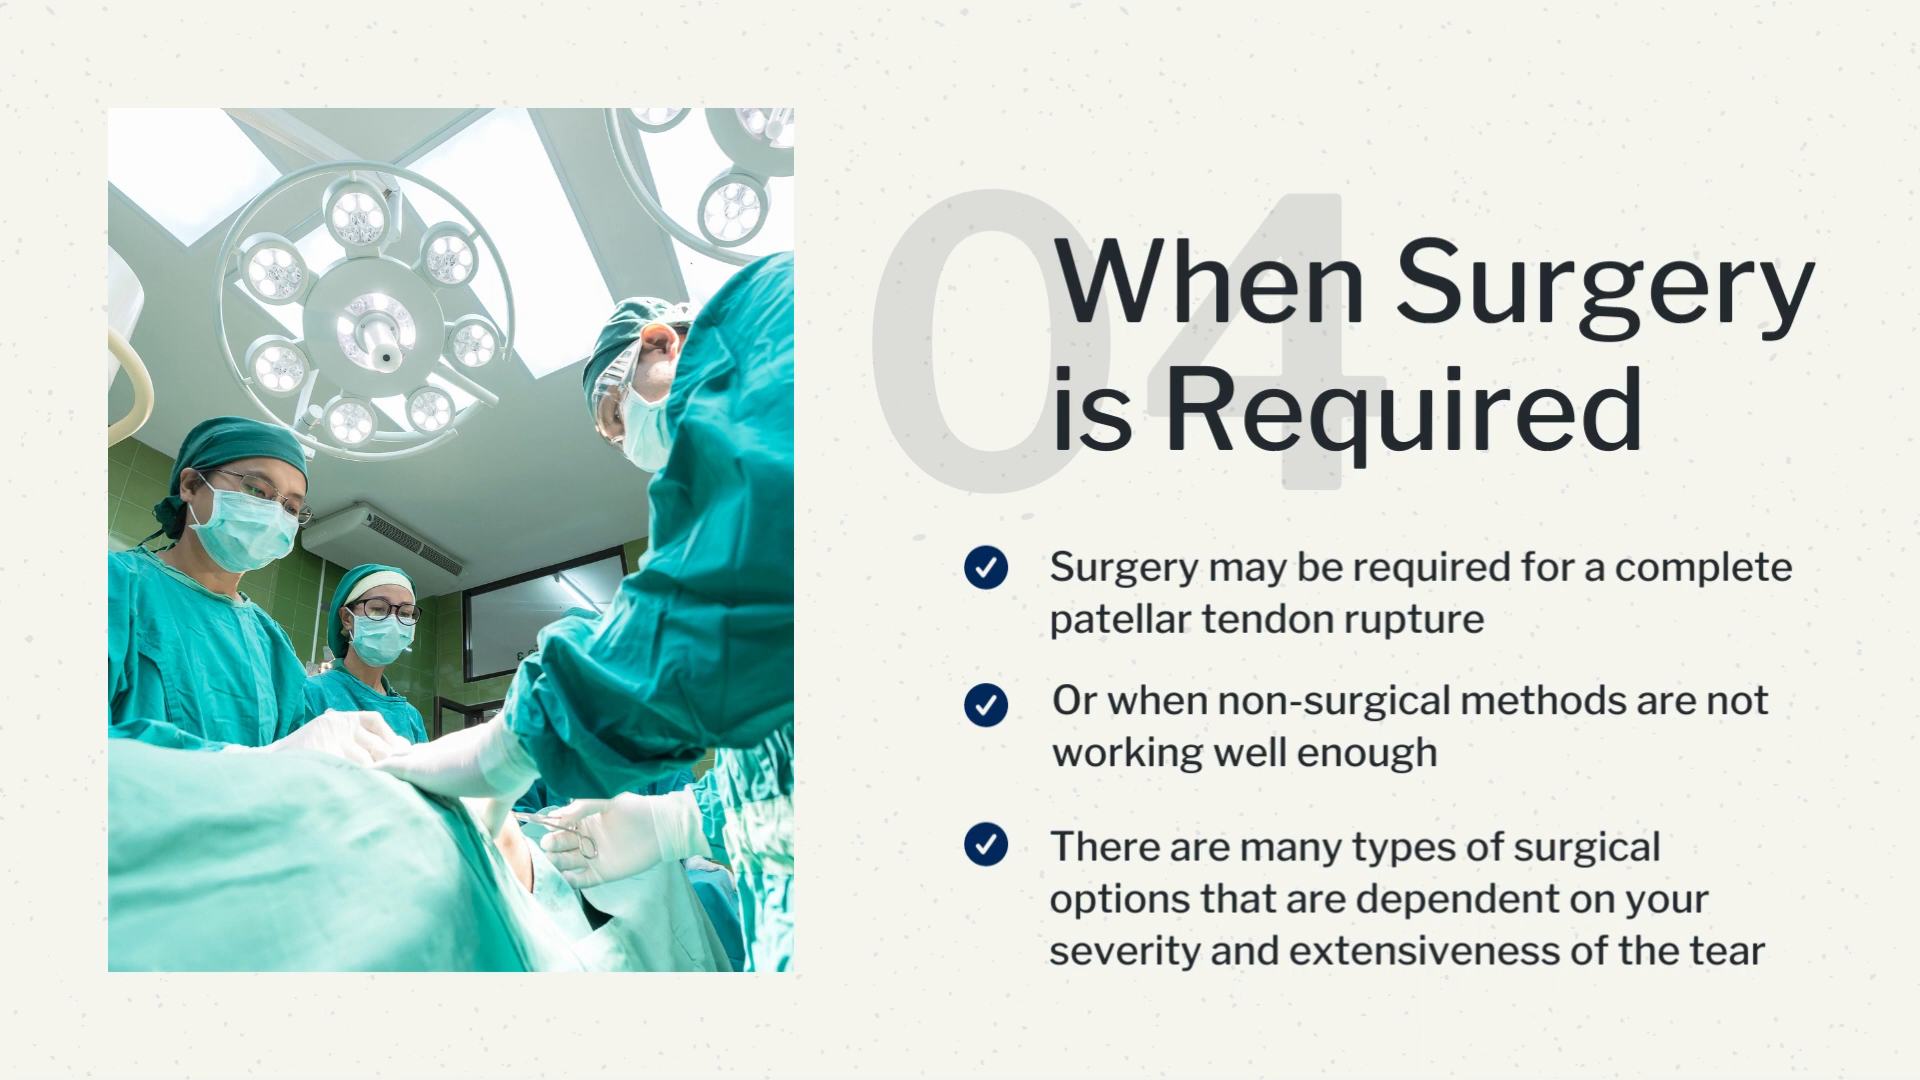 04
When Surgery
is Required
Surgery may be required for a complete
patellar tendon rupture
Or when non-surgical methods are not
working well enough
There are many types of surgical
options that are dependent on your
severity and extensiveness of the tear